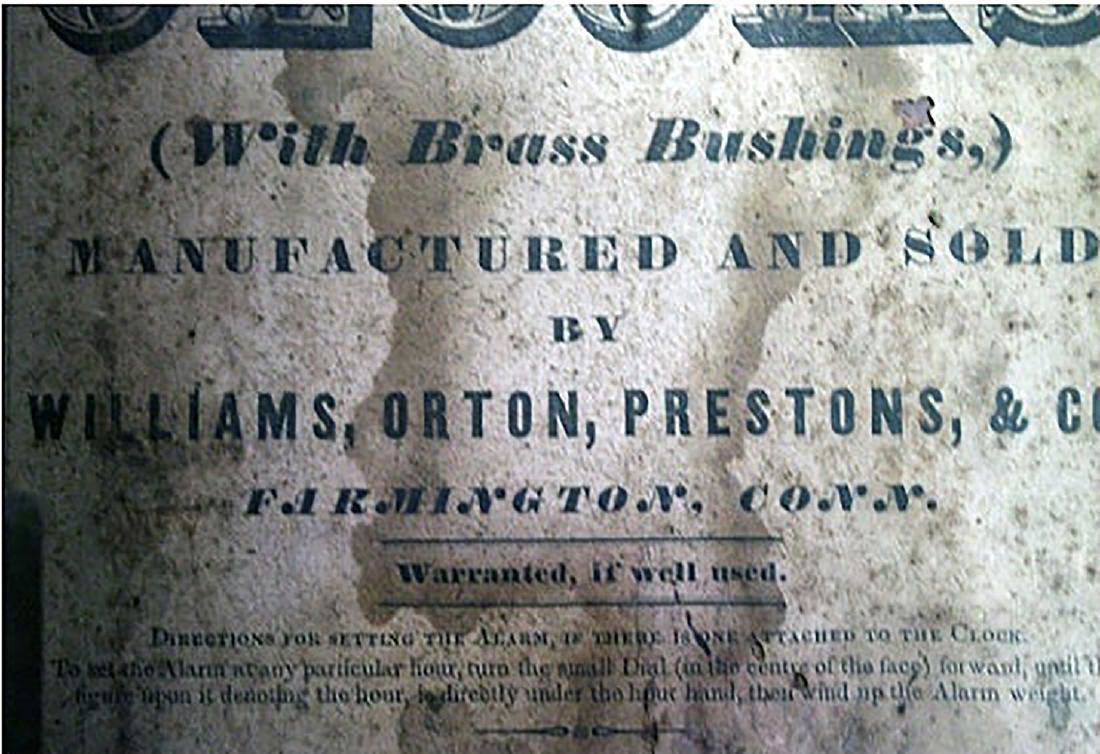 CLOCKS
(With Brass Bushings,)
MANUFACTURED AND SOLD
BY
WILLIAMS, ORTON, PRESTONS, & CO
FARMINGTON, CONN.
Warranted, if well used.
DIRECTIONS FOR SETTING THE ALARM, IF THERE IS ONE ATTACHED TO THE CLOCK.
To set the Alarm at any particular hour, turn the small Dial (in the centre of the face) forward, until
figure upon it denoting the hour, is directly under the hour hand, then wind up the Alarm weight.